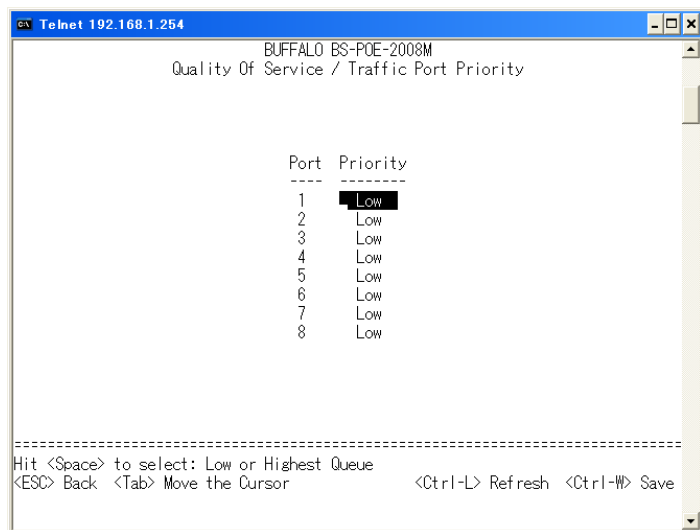 Telnet 192.168.1.254
BUFFALO BS-POE-2008M
Quality Of Service / Traffic Port Priority
Port Priority
---- --------
1 Low
2 Low
3 Low
4 Low
5 Low
6 Low
7 Low
8 Low
================================================================================
Hit <Space> to select: Low or Highest Queue
<ESC> Back <Tab> Move the Cursor <Ctrl-L> Refresh <Ctrl-W> Save